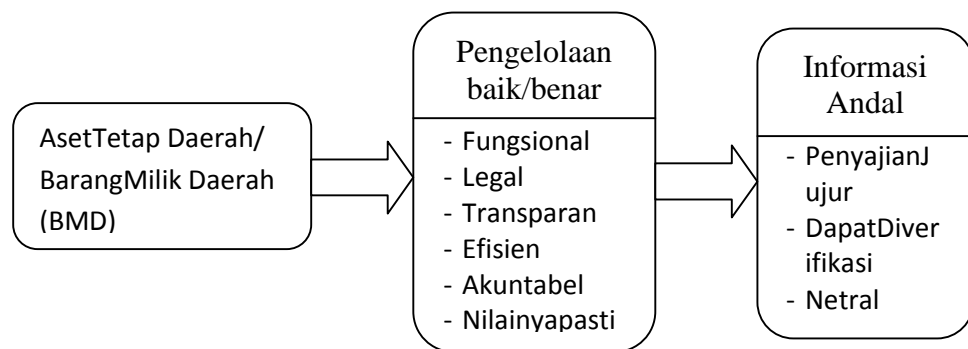 AsetTetap Daerah/
BarangMilik Daerah
(BMD)
Pengelolaan
baik/benar
- Fungsional
- Legal
- Transparan
- Efisien
- Akuntabel
- Nilainyapasti
Informasi
Andal
- PenyajianJ
ujur
- DapatDiver
ifikasi
- Netral